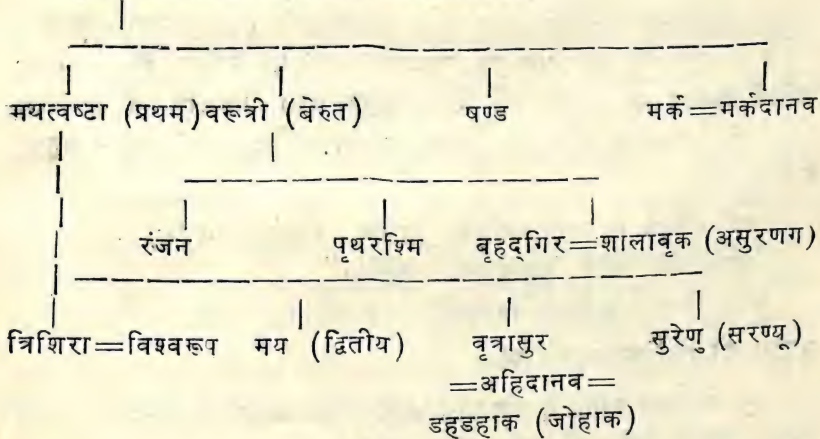 मयत्वष्टा (प्रथम) वरूत्री (बेरुत) षण्ड मर्क=मर्कदानव
रंजन पृथरश्मि बृहद्गिर=शालावृक (असुरणग)
त्रिशिरा=विश्वरूप मय (द्वितीय) वृत्रासुर सुरेणु (सरण्यू)
=अहिदानव=
डहडहाक (जोहाक)